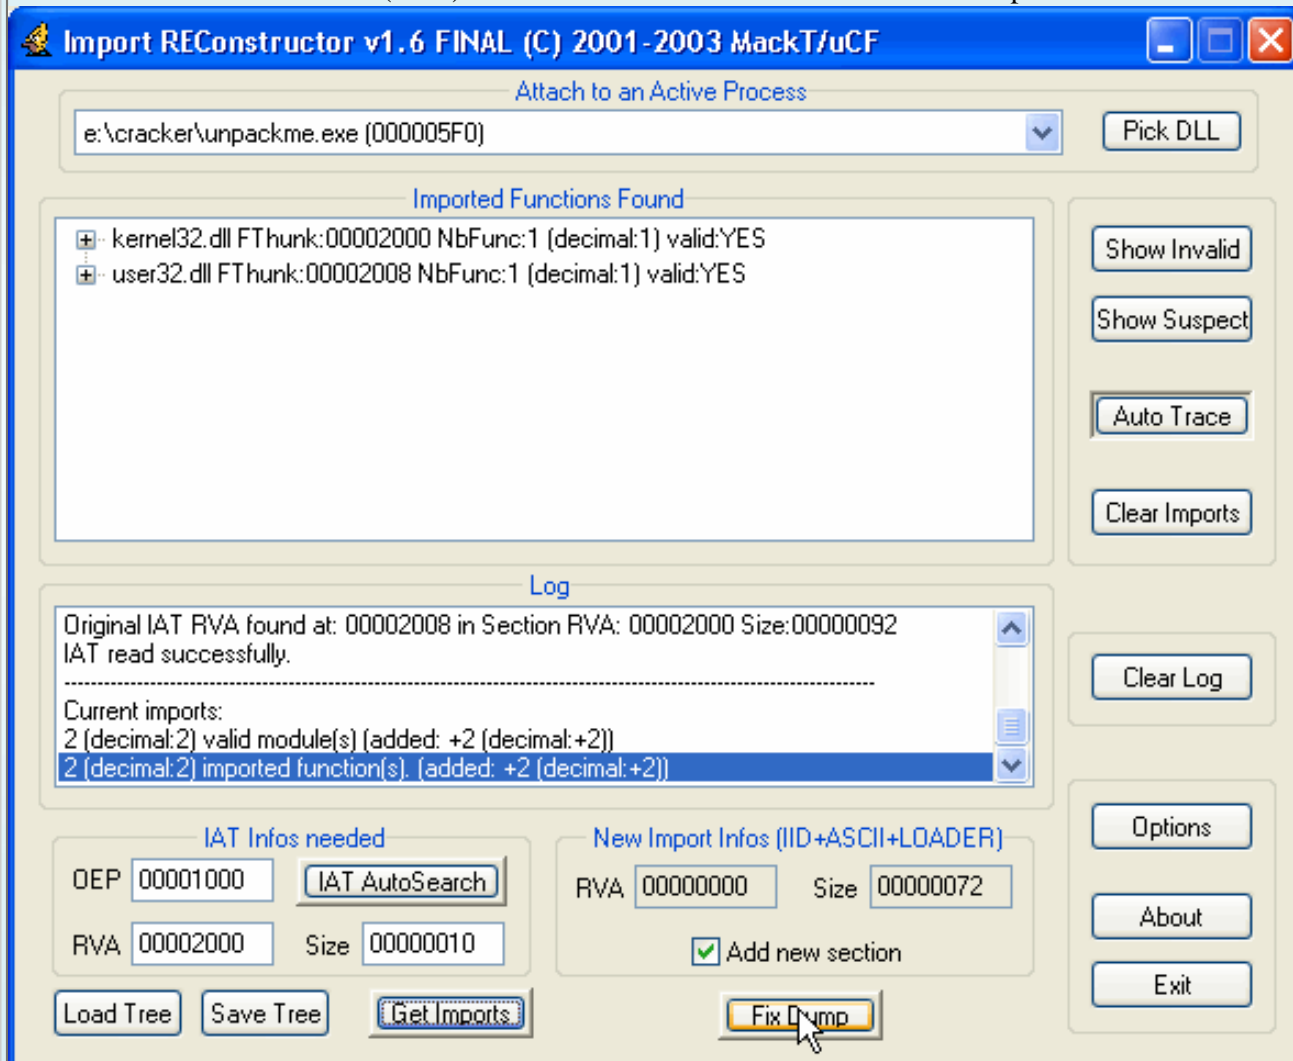 Import REConstructor v1.6 FINAL (C) 2001-2003 MackT/uCF
Attach to an Active Process
e:\cracker\unpackme.exe (000005F0)
Pick DLL
Imported Functions Found
kernel32.dll FThunk:00002000 NbFunc:1 (decimal:1) valid:YES
user32.dll FThunk:00002008 NbFunc:1 (decimal:1) valid:YES
Show Invalid
Show Suspect
Auto Trace
Clear Imports
Log
Original IAT RVA found at: 00002008 in Section RVA: 00002000 Size:00000092
IAT read successfully.
---------------------------------------------------------------------------------------------------------------------------
Current imports:
2 (decimal:2) valid module(s) (added: +2 (decimal:+2))
2 (decimal:2) imported function(s). (added: +2 (decimal:+2))
Clear Log
IAT Infos needed
OEP 00001000 IAT AutoSearch
RVA 00002000 Size 00000010
New Import Infos (IID+ASCII+LOADER)
RVA 00000000 Size 00000072
Add new section
Options
About
Exit
Load Tree Save Tree Get Imports Fix Dump